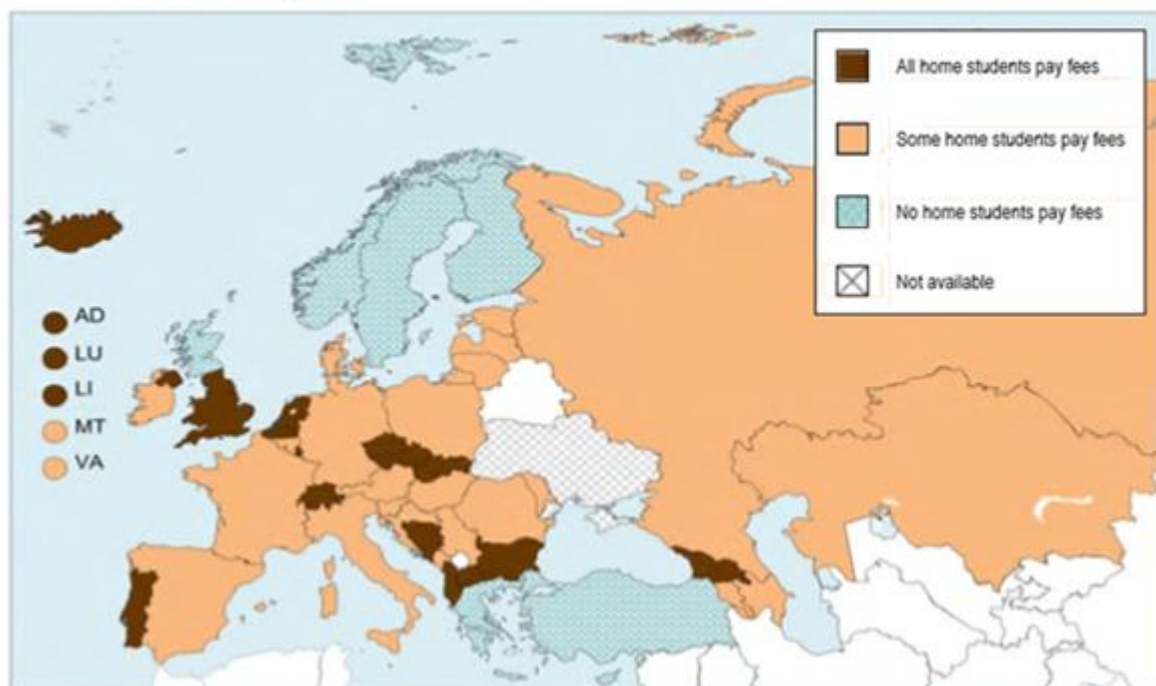 All home students pay fees
Some home students pay fees
No home students pay fees
Not available
AD
LU
LI
MT
VA